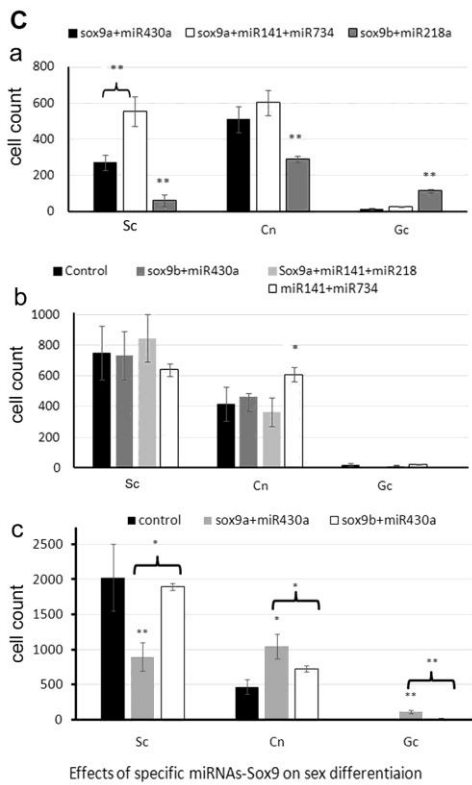 C
■ sox9a+miR430a □ sox9a+miR141+miR734 ■ sox9b+miR218a
a
cell count
800
600
400
200
0
**
**
**
**
Sc Cn Gc
■ Control ■ sox9b+miR430a ■ Sox9a+miR141+miR218
□ miR141+miR734
b
cell count
1000
800
600
400
200
0
*
Sc Cn Gc
c
■ control ■ sox9a+miR430a □ sox9b+miR430a
cell count
2500
2000
1500
1000
500
0
*
**
*
*
**
**
Sc Cn Gc
Effects of specific miRNAs-Sox9 on sex differentiaion